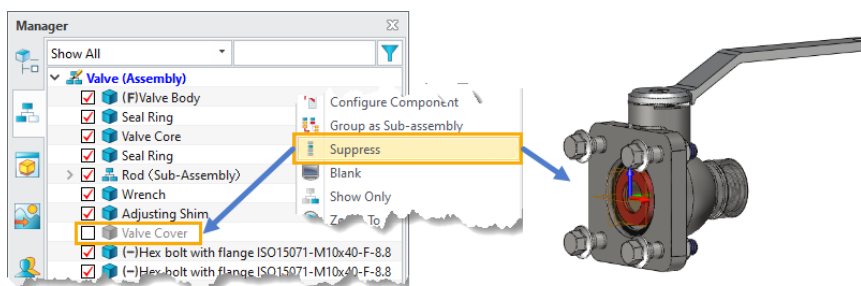 Manager
Show All
Valve (Assembly)
(F)Valve Body
Seal Ring
Valve Core
Seal Ring
Rod (Sub-Assembly)
Wrench
Adjusting Shim
Valve Cover
(−)Hex bolt with flange ISO15071-M10x40-F-8.8
(−)Hex bolt with flange ISO15071-M10x40-F-8.8
Configure Component
Group as Sub-assembly
Suppress
Blank
Show Only
To